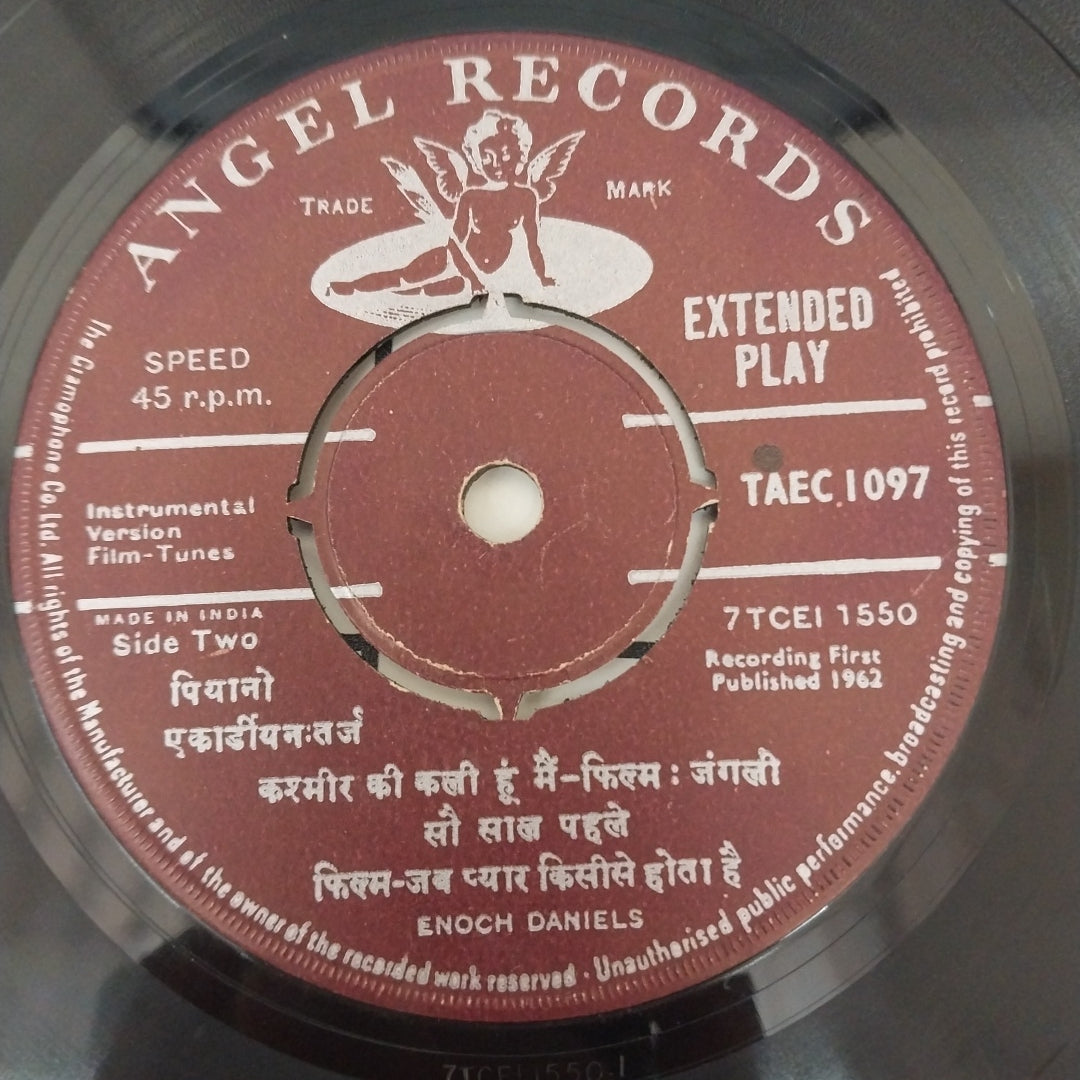 ANGEL RECORDS
TRADE MARK
EXTENDED
PLAY
SPEED
45 r.p.m.
TAEC 1097
Instrumental
Version
Film-Tunes
MADE IN INDIA
Side Two
7TCEI 1550
Recording First
Published 1962
पियानो
एकार्डीयनःतर्ज
कश्मीर की कली हूं मैं-फिल्म : जंगली
सौ साल पहले
फिल्म-जब प्यार किसीसे होता है
ENOCH DANIELS
The Gramophone Co. Ltd. All rights of the Manufacturer and of the owner of the recorded work reserved · Unauthorised public performance, broadcasting and copying of this record prohibited
7TCEI 1550-1